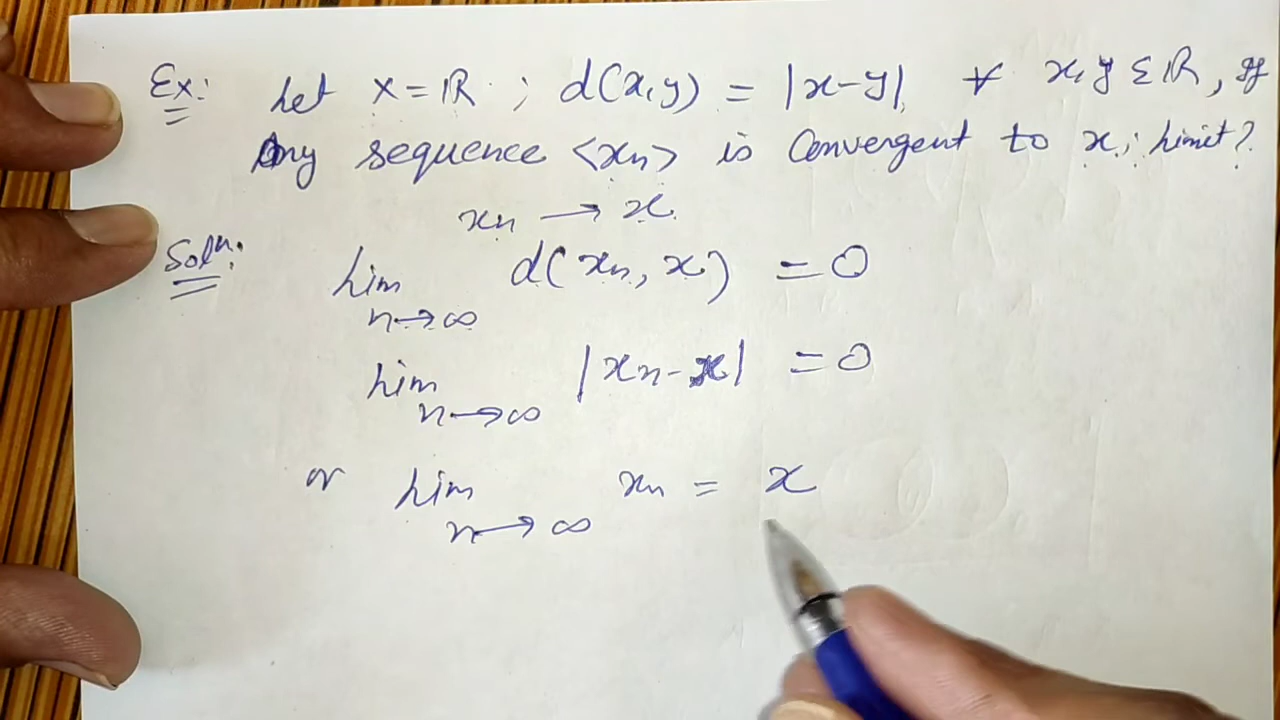 Ex: Let X = ℝ ; d(x,y) = |x-y| ∀ x,y ∈ ℝ, If
Any sequence <xn> is Convergent to x; Limit?
xn → x.
Soln: Lim n→∞ d(xn, x) = 0
Lim n→∞ |xn-x| = 0
or Lim n→∞ xn = x